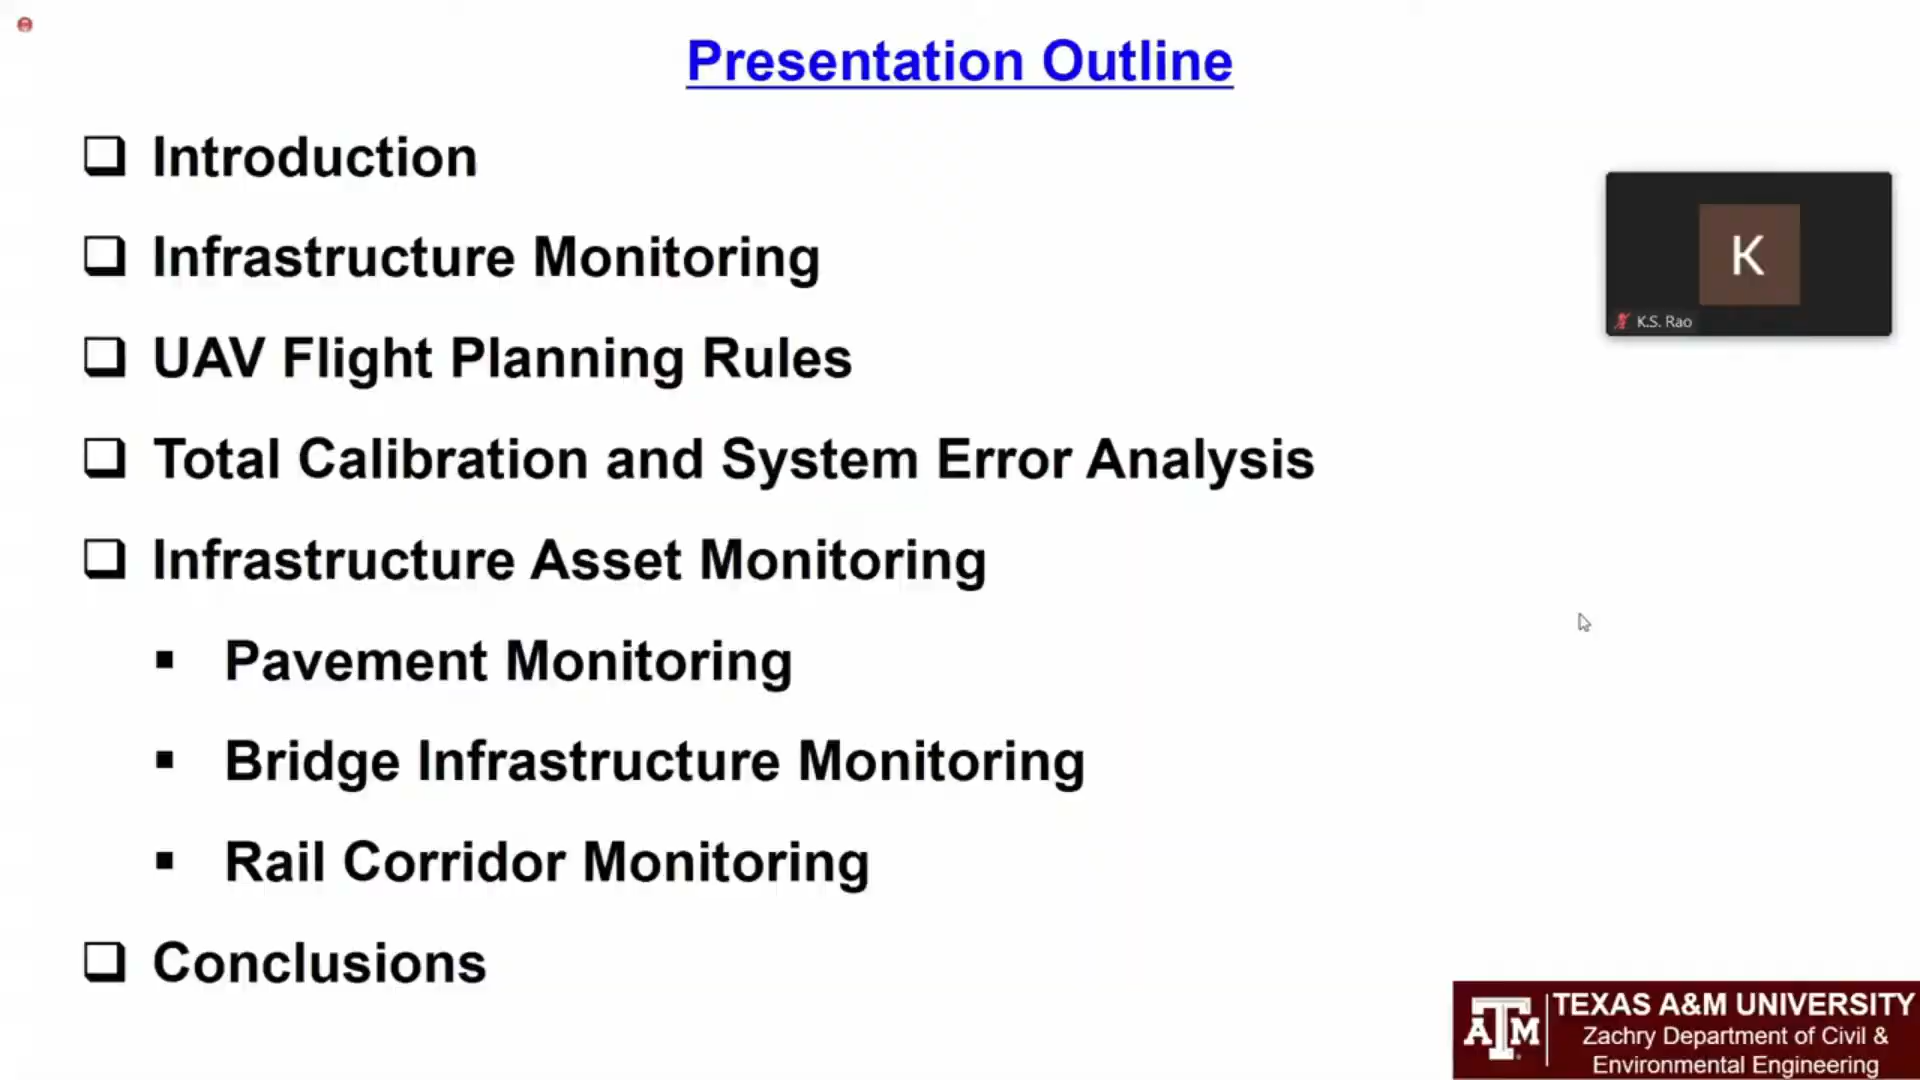 Presentation Outline
Introduction
Infrastructure Monitoring
UAV Flight Planning Rules
Total Calibration and System Error Analysis
Infrastructure Asset Monitoring
Pavement Monitoring
Bridge Infrastructure Monitoring
Rail Corridor Monitoring
Conclusions
K
K.S. Rao
ATM
TEXAS A&M UNIVERSITY
Zachry Department of Civil &
Environmental Engineering